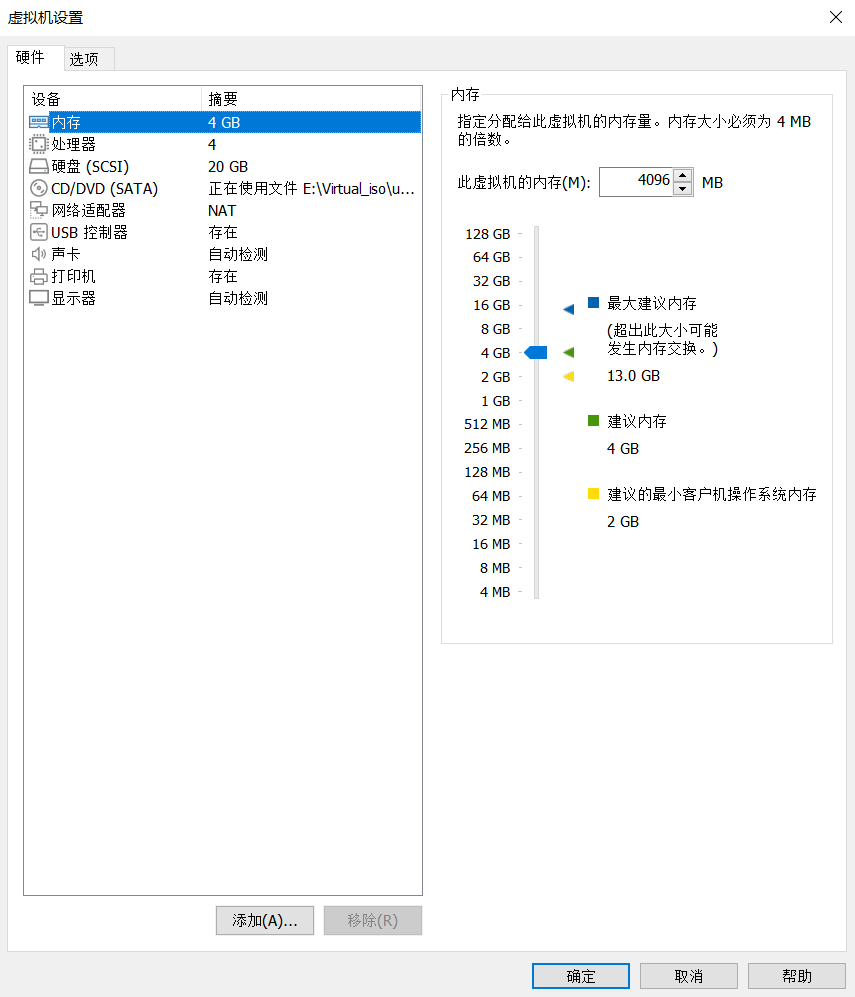 虚拟机设置
硬件 选项
设备 摘要
内存 4 GB
处理器 4
硬盘 (SCSI) 20 GB
CD/DVD (SATA) 正在使用文件 E:\Virtual_iso\u...
网络适配器 NAT
USB 控制器 存在
声卡 自动检测
打印机 存在
显示器 自动检测
添加(A)... 移除(R)
内存
指定分配给此虚拟机的内存量。内存大小必须为 4 MB
的倍数。
此虚拟机的内存(M): 4096 MB
128 GB
64 GB
32 GB
16 GB
8 GB
4 GB
2 GB
1 GB
512 MB
256 MB
128 MB
64 MB
32 MB
16 MB
8 MB
4 MB
最大建议内存
(超出此大小可能
发生内存交换。)
13.0 GB
建议内存
4 GB
建议的最小客户机操作系统内存
2 GB
确定 取消 帮助